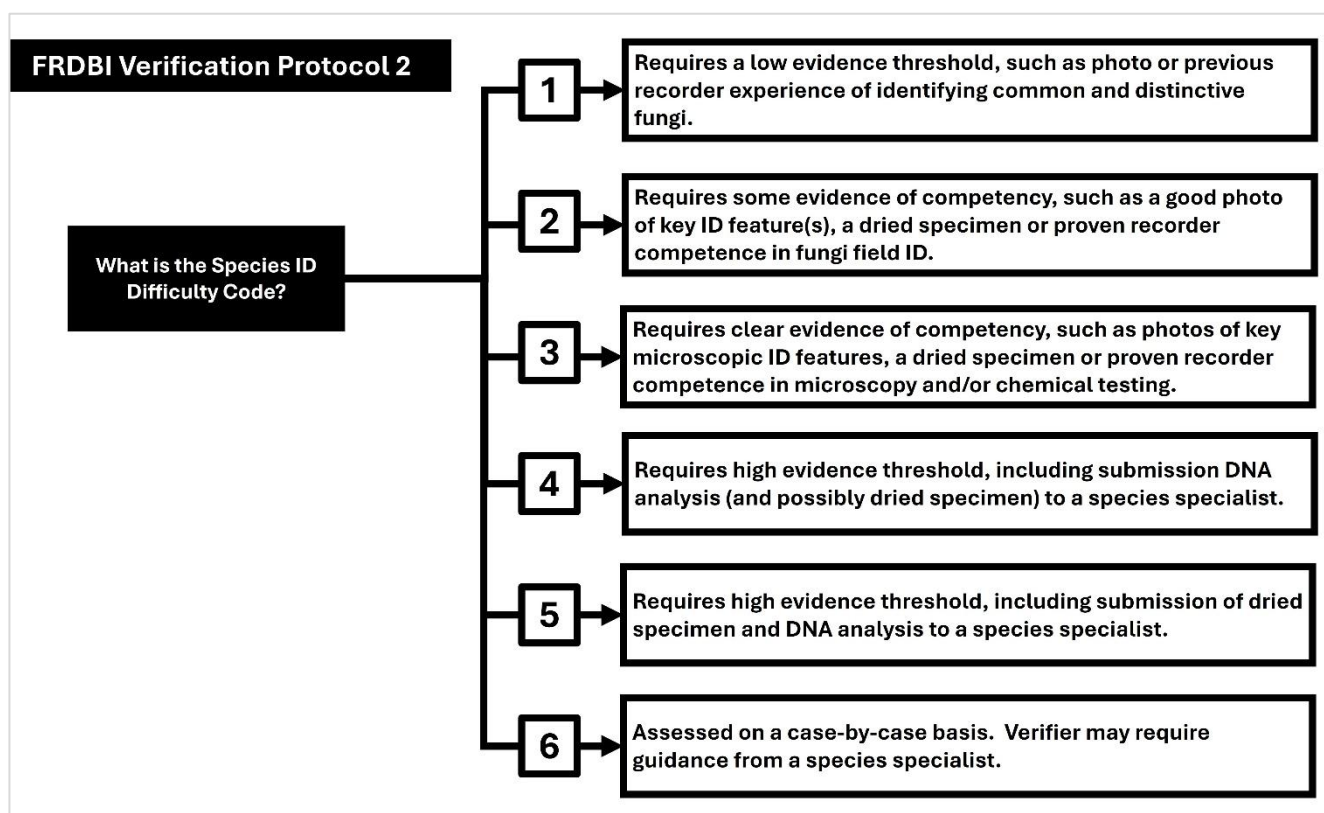 FRDBI Verification Protocol 2
What is the Species ID
Difficulty Code?
1
Requires a low evidence threshold, such as photo or previous
recorder experience of identifying common and distinctive
fungi.
2
Requires some evidence of competency, such as a good photo
of key ID feature(s), a dried specimen or proven recorder
competence in fungi field ID.
3
Requires clear evidence of competency, such as photos of key
microscopic ID features, a dried specimen or proven recorder
competence in microscopy and/or chemical testing.
4
Requires high evidence threshold, including submission DNA
analysis (and possibly dried specimen) to a species specialist.
5
Requires high evidence threshold, including submission of dried
specimen and DNA analysis to a species specialist.
6
Assessed on a case-by-case basis.  Verifier may require
guidance from a species specialist.